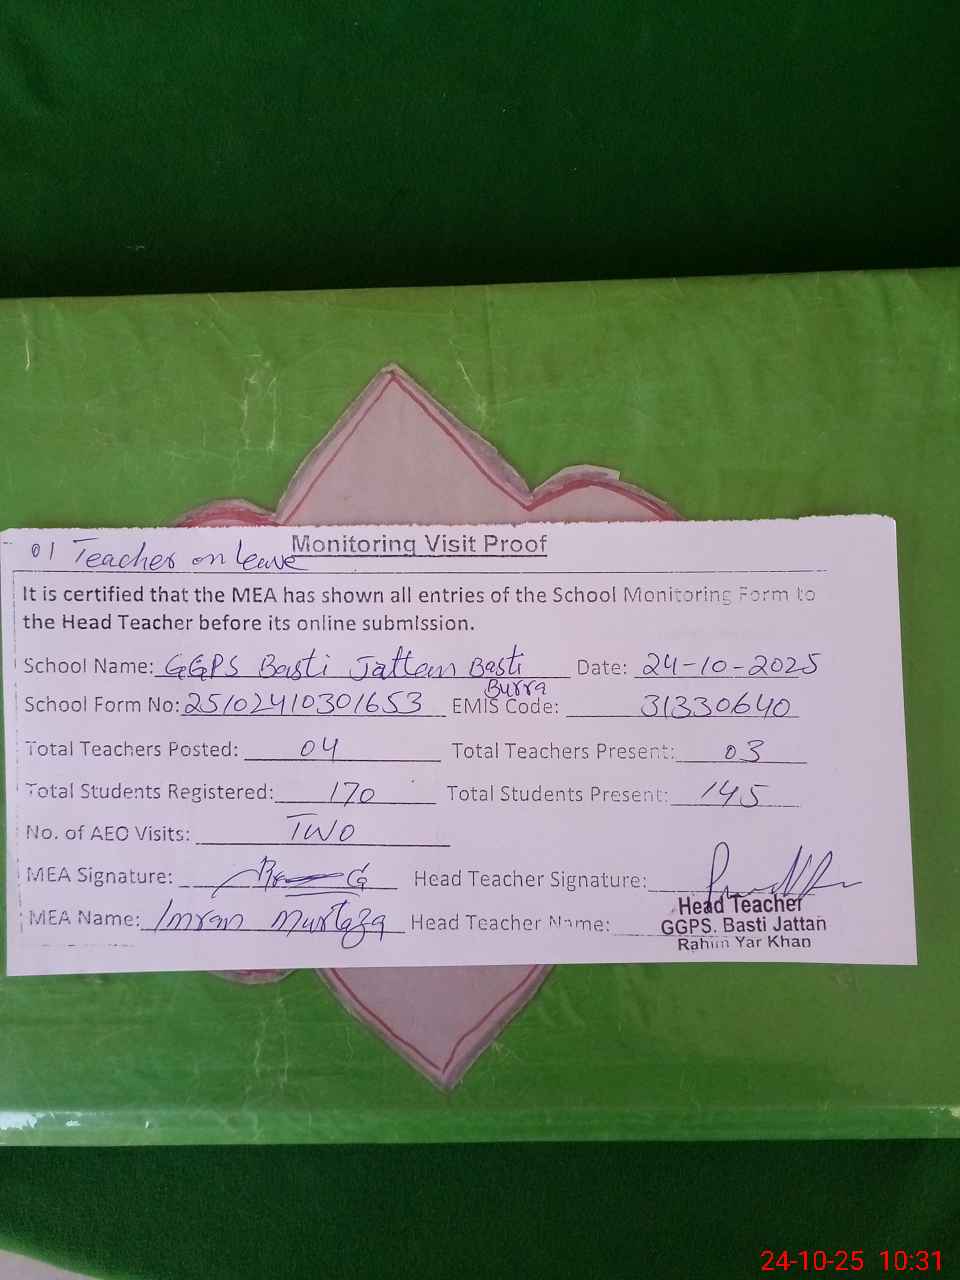 Monitoring Visit Proof
01 Teacher on leave
It is certified that the MEA has shown all entries of the School Monitoring Form to
the Head Teacher before its online submission.
School Name: GGPS Basti Jattan Basti Burra Date: 24-10-2025
School Form No: 25102410301653 EMIS Code: 31330640
Total Teachers Posted: 04 Total Teachers Present: 03
Total Students Registered: 170 Total Students Present: 145
No. of AEO Visits: TWO
MEA Signature: Head Teacher Signature:
MEA Name: Imran Murtaza Head Teacher Name:
Head Teacher
GGPS. Basti Jattan
Rahim Yar Khan
24-10-25 10:31